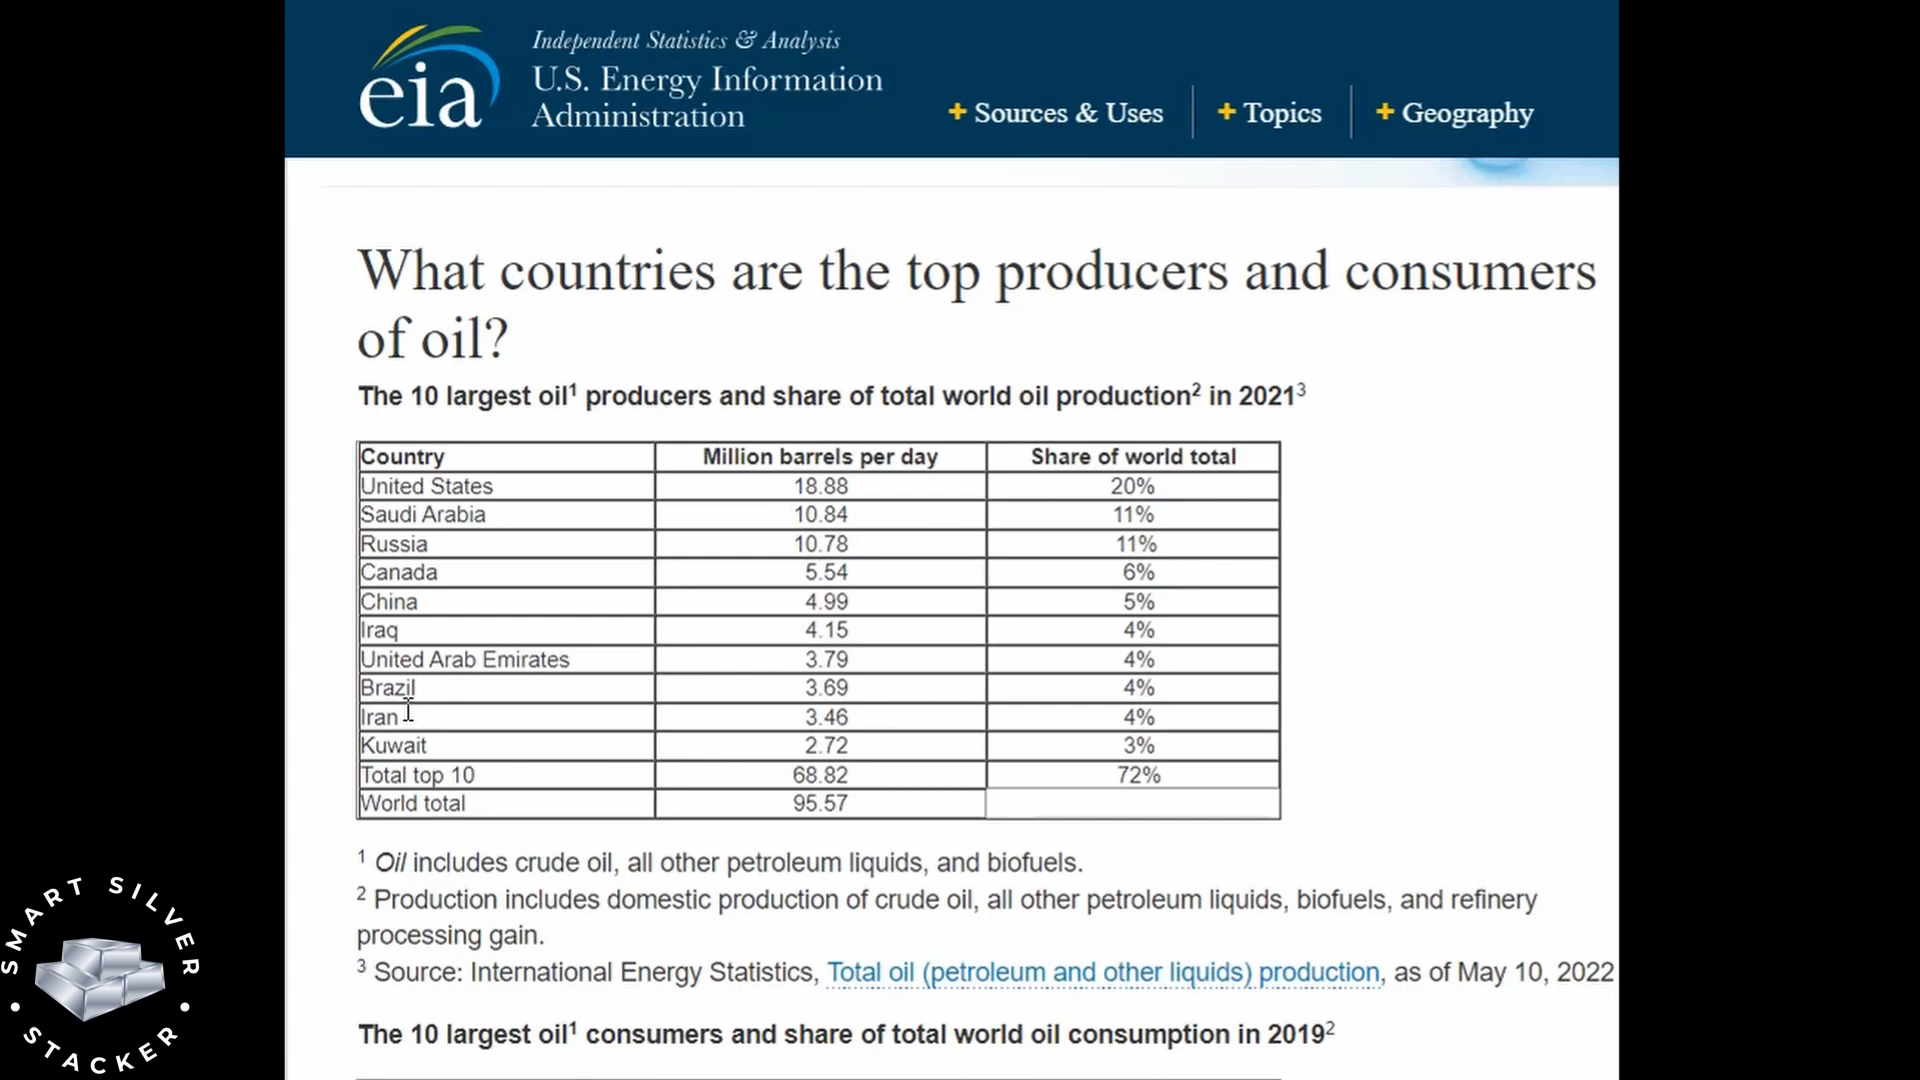 eia
Independent Statistics & Analysis
U.S. Energy Information
Administration
+ Sources & Uses
+ Topics
+ Geography
What countries are the top producers and consumers
of oil?
The 10 largest oil¹ producers and share of total world oil production² in 2021³
Country Million barrels per day Share of world total
United States 18.88 20%
Saudi Arabia 10.84 11%
Russia 10.78 11%
Canada 5.54 6%
China 4.99 5%
Iraq 4.15 4%
United Arab Emirates 3.79 4%
Brazil 3.69 4%
Iran 3.46 4%
Kuwait 2.72 3%
Total top 10 68.82 72%
World total 95.57
¹ Oil includes crude oil, all other petroleum liquids, and biofuels.
² Production includes domestic production of crude oil, all other petroleum liquids, biofuels, and refinery
processing gain.
³ Source: International Energy Statistics, Total oil (petroleum and other liquids) production, as of May 10, 2022
The 10 largest oil¹ consumers and share of total world oil consumption in 2019²
SMART SILVER
• STACKER •